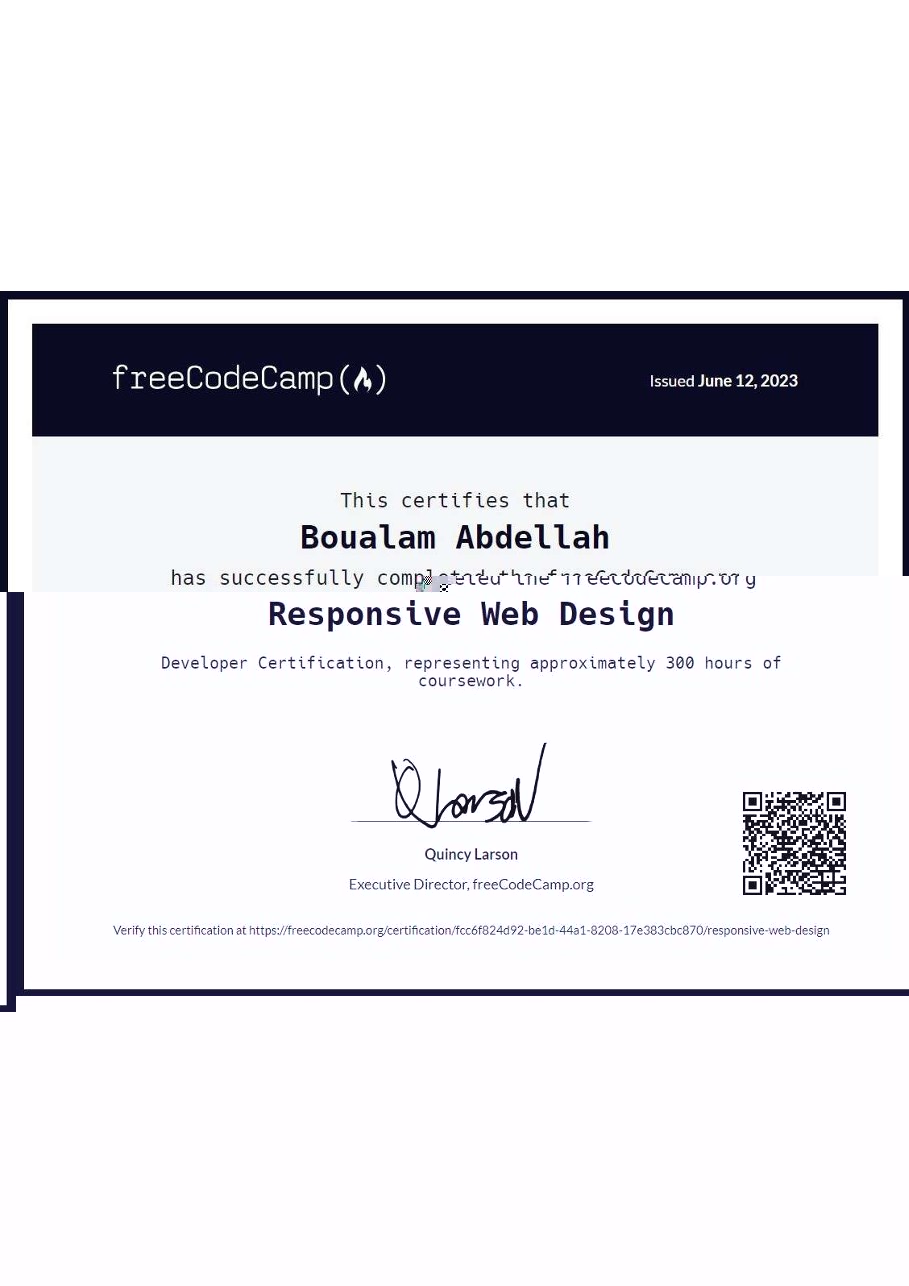 freeCodeCamp(🔥)
Issued June 12, 2023
This certifies that
Boualam Abdellah
has successfully completed the freeCodeCamp.org
Responsive Web Design
Developer Certification, representing approximately 300 hours of
coursework.
Quincy Larson
Executive Director, freeCodeCamp.org
Verify this certification at https://freecodecamp.org/certification/fcc6f824d92-be1d-44a1-8208-17e383cbc870/responsive-web-design